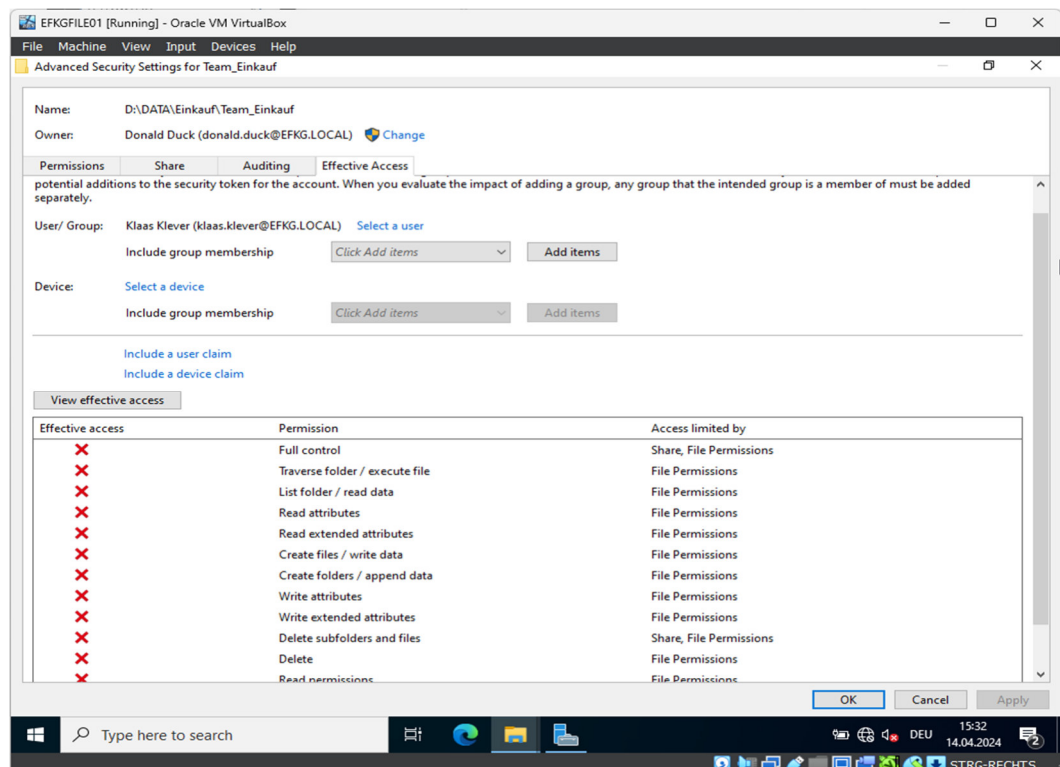 EFKGFILE01 [Running] - Oracle VM VirtualBox
File Machine View Input Devices Help
Advanced Security Settings for Team_Einkauf
Name: D:\DATA\Einkauf\Team_Einkauf
Owner: Donald Duck (donald.duck@EFKG.LOCAL) Change
Permissions Share Auditing Effective Access
potential additions to the security token for the account. When you evaluate the impact of adding a group, any group that the intended group is a member of must be added
separately.
User/ Group: Klaas Klever (klaas.klever@EFKG.LOCAL) Select a user
Include group membership Click Add items Add items
Device: Select a device
Include group membership Click Add items Add items
Include a user claim
Include a device claim
View effective access
Effective access Permission Access limited by
Full control Share, File Permissions
Traverse folder / execute file File Permissions
List folder / read data File Permissions
Read attributes File Permissions
Read extended attributes File Permissions
Create files / write data File Permissions
Create folders / append data File Permissions
Write attributes File Permissions
Write extended attributes File Permissions
Delete subfolders and files Share, File Permissions
Delete File Permissions
Read permissions File Permissions
OK Cancel Apply
Type here to search DEU 15:32
14.04.2024 2
STRG-RECHTS